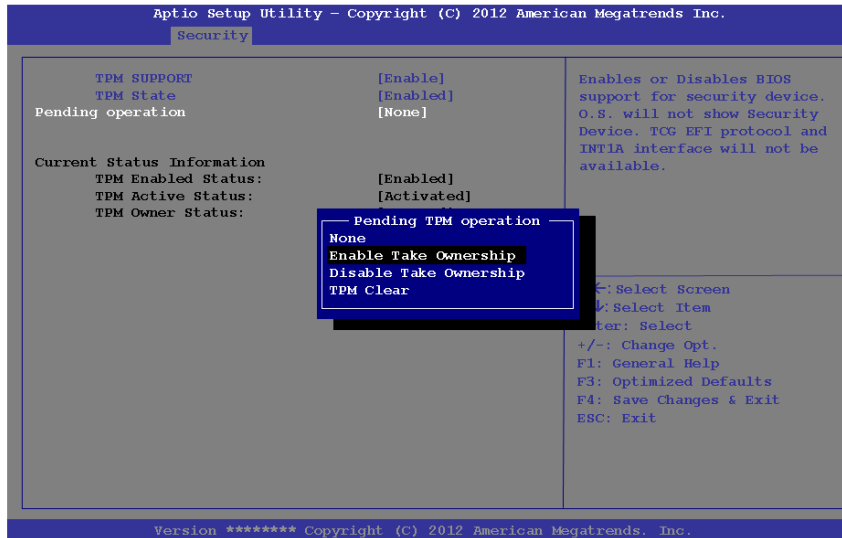 Aptio Setup Utility – Copyright (C) 2012 American Megatrends Inc.
Security
TPM SUPPORT [Enable]
TPM State [Enabled]
Pending operation [None]
Current Status Information
TPM Enabled Status: [Enabled]
TPM Active Status: [Activated]
TPM Owner Status:
Pending TPM operation
None
Enable Take Ownership
Disable Take Ownership
TPM Clear
Enables or Disables BIOS
support for security device.
O.S. will not show Security
Device. TCG EFI protocol and
INT1A interface will not be
available.
←:Select Screen
↓:Select Item
ter: Select
+/-: Change Opt.
F1: General Help
F3: Optimized Defaults
F4: Save Changes & Exit
ESC: Exit
Version ******** Copyright (C) 2012 American Megatrends. Inc.